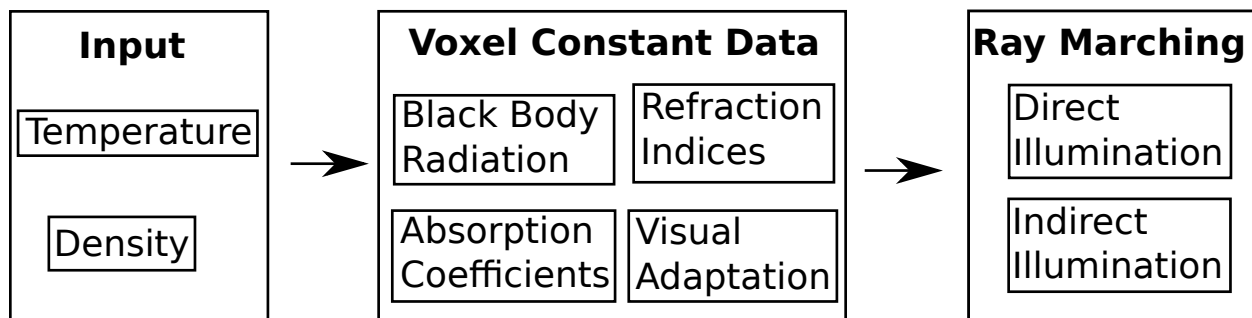 Input
Temperature
Density
Voxel Constant Data
Black Body
Radiation
Refraction
Indices
Absorption
Coefficients
Visual
Adaptation
Ray Marching
Direct
Illumination
Indirect
Illumination